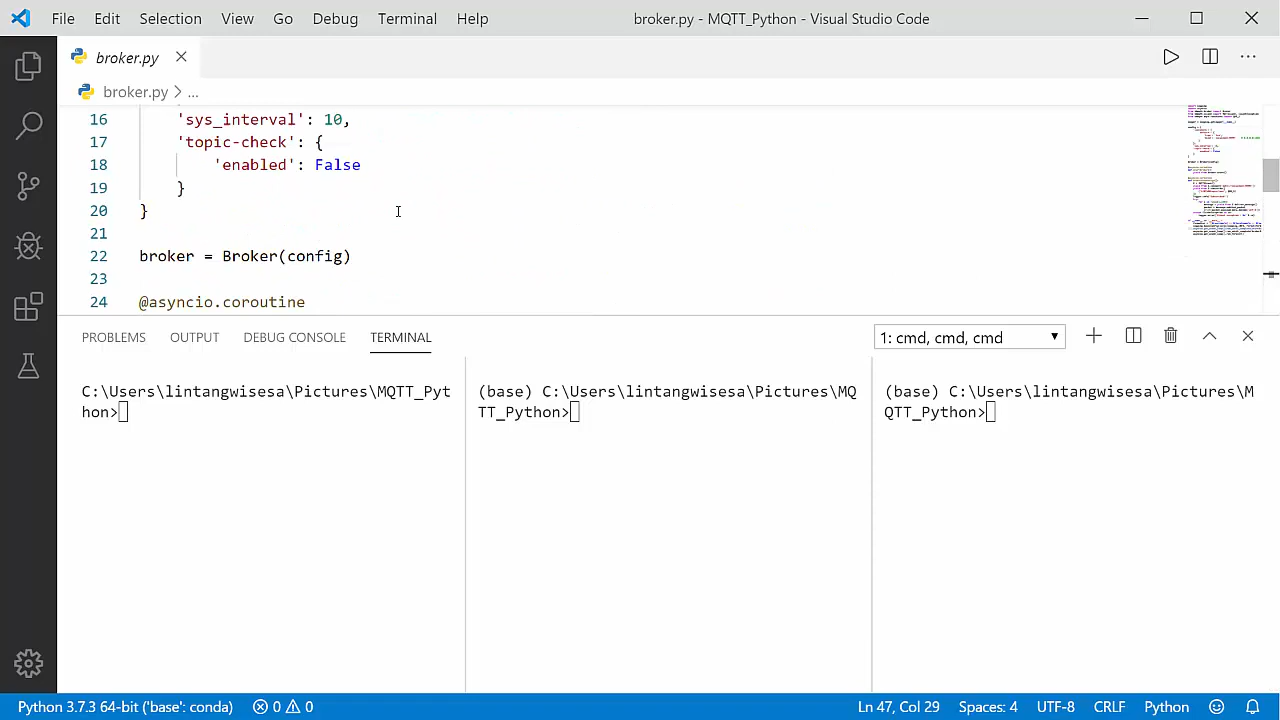 File Edit Selection View Go Debug Terminal Help broker.py - MQTT_Python - Visual Studio Code
broker.py
broker.py > ...
16 'sys_interval': 10,
17 'topic-check': {
18 'enabled': False
19 }
20 }
21
22 broker = Broker(config)
23
24 @asyncio.coroutine
PROBLEMS OUTPUT DEBUG CONSOLE TERMINAL 1: cmd, cmd, cmd
C:\Users\lintangwisesa\Pictures\MQTT_Pyt
hon>
(base) C:\Users\lintangwisesa\Pictures\MQ
TT_Python>
(base) C:\Users\lintangwisesa\Pictures\M
QTT_Python>
Python 3.7.3 64-bit ('base': conda) 0 0 Ln 47, Col 29 Spaces: 4 UTF-8 CRLF Python